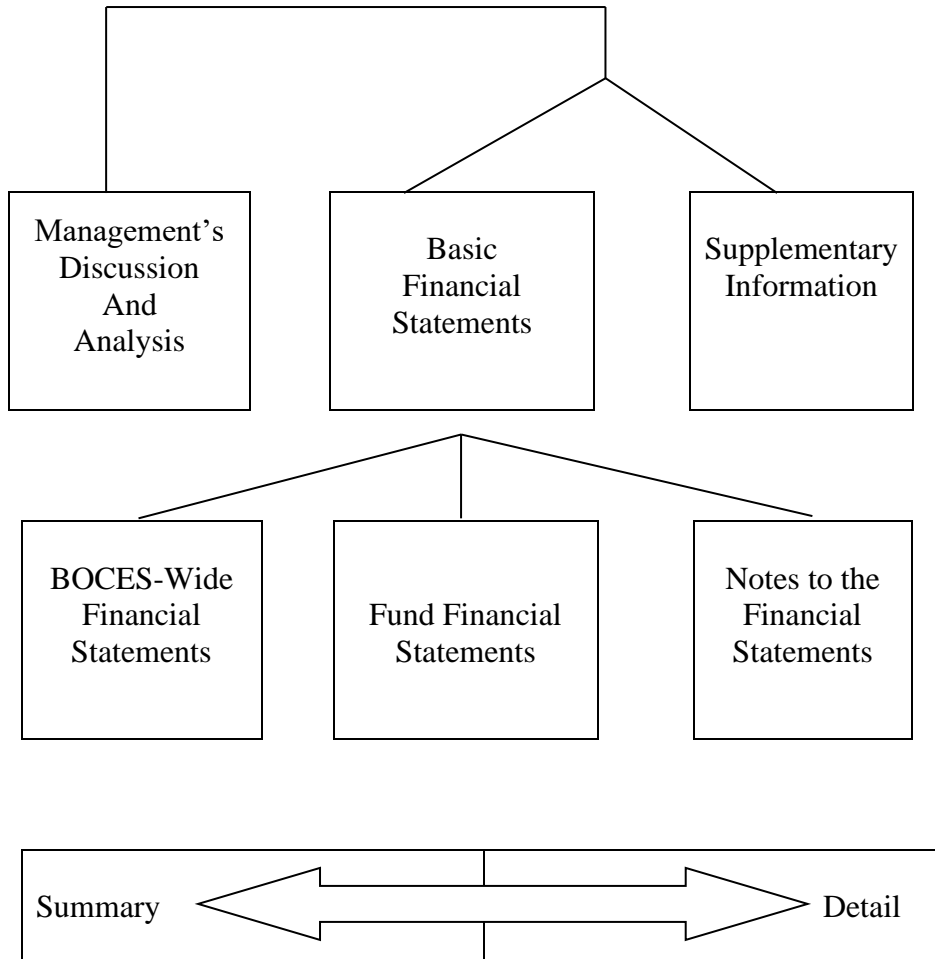 Management’s
Discussion
And
Analysis
Basic
Financial
Statements
Supplementary
Information
BOCES-Wide
Financial
Statements
Fund Financial
Statements
Notes to the
Financial
Statements
Summary
Detail